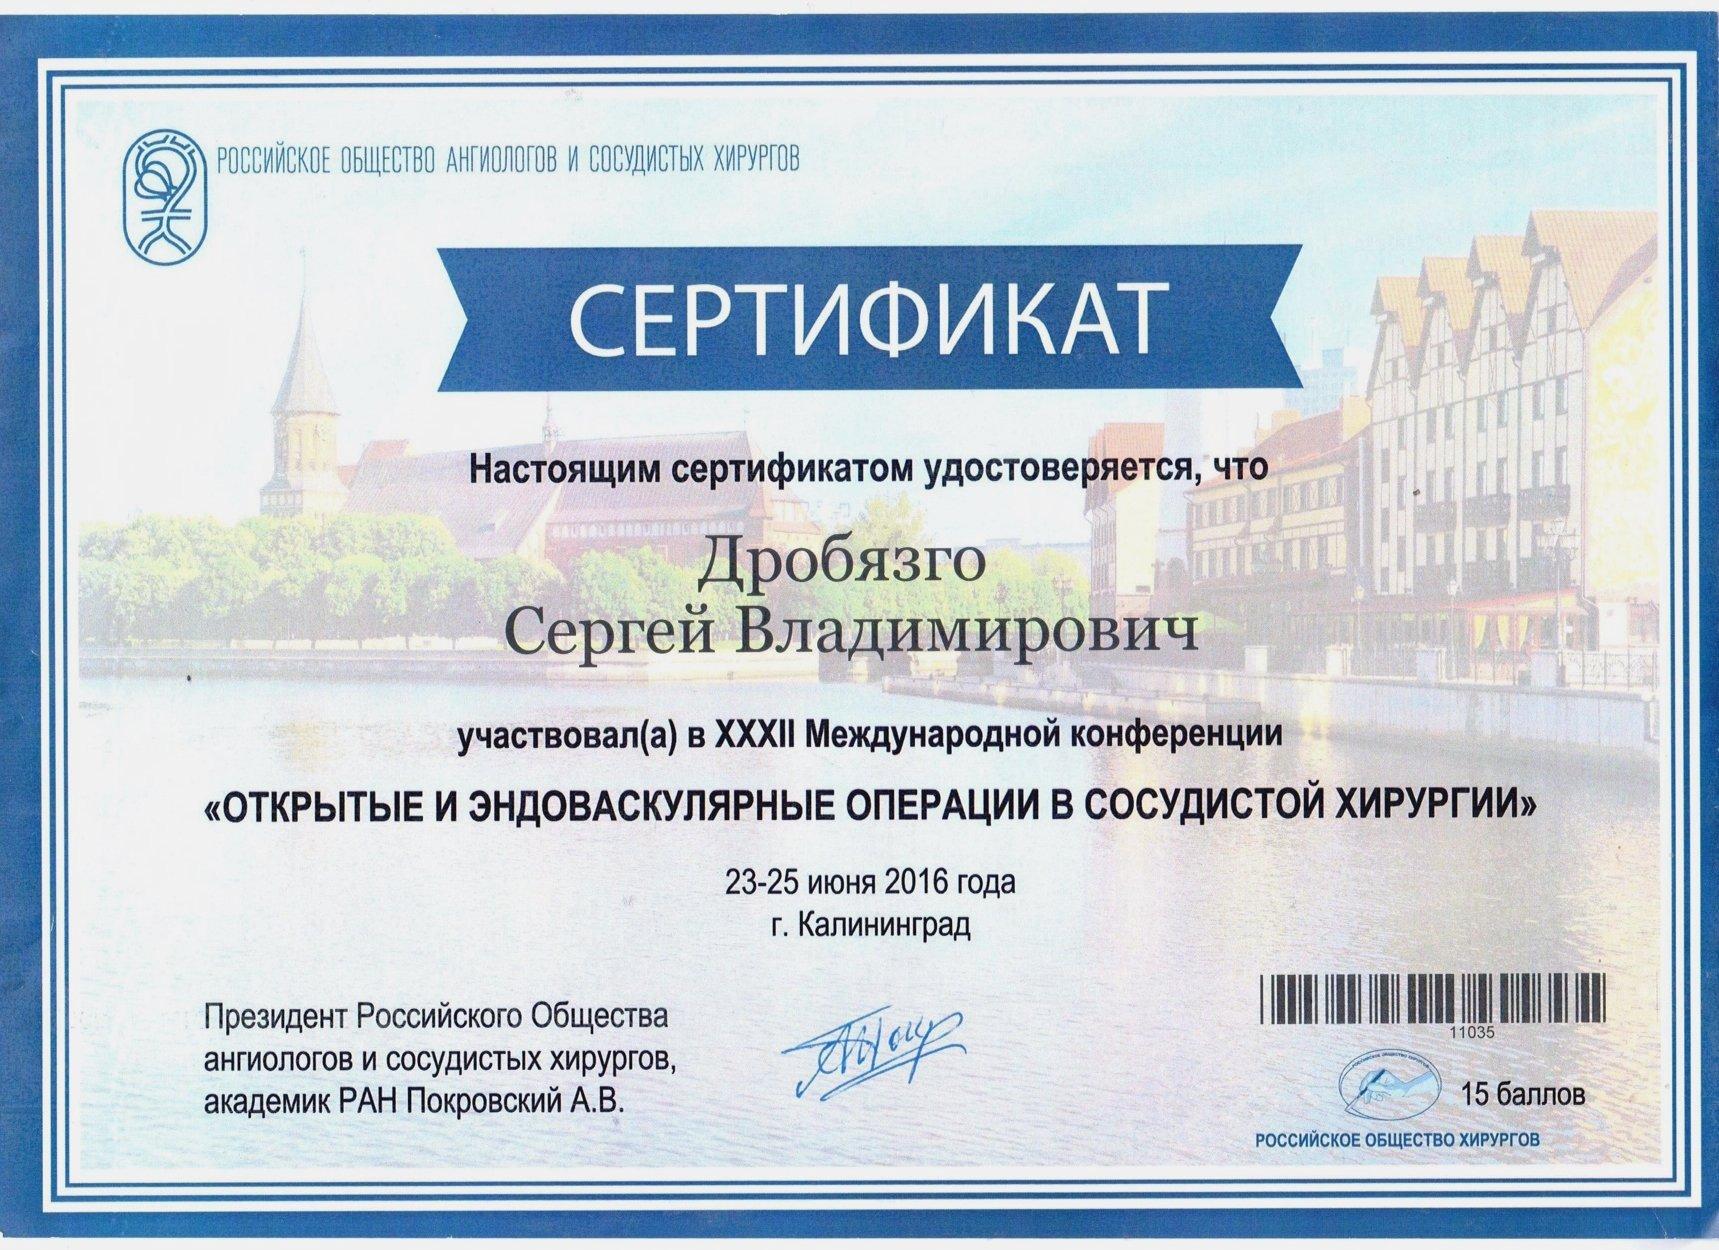 РОССИЙСКОЕ ОБЩЕСТВО АНГИОЛОГОВ И СОСУДИСТЫХ ХИРУРГОВ
СЕРТИФИКАТ
Настоящим сертификатом удостоверяется, что
Дробязго
Сергей Владимирович
участвовал(а) в XXXII Международной конференции
«ОТКРЫТЫЕ И ЭНДОВАСКУЛЯРНЫЕ ОПЕРАЦИИ В СОСУДИСТОЙ ХИРУРГИИ»
23-25 июня 2016 года
г. Калининград
Президент Российского Общества
ангиологов и сосудистых хирургов,
академик РАН Покровский А.В.
11035
15 баллов
РОССИЙСКОЕ ОБЩЕСТВО ХИРУРГОВ